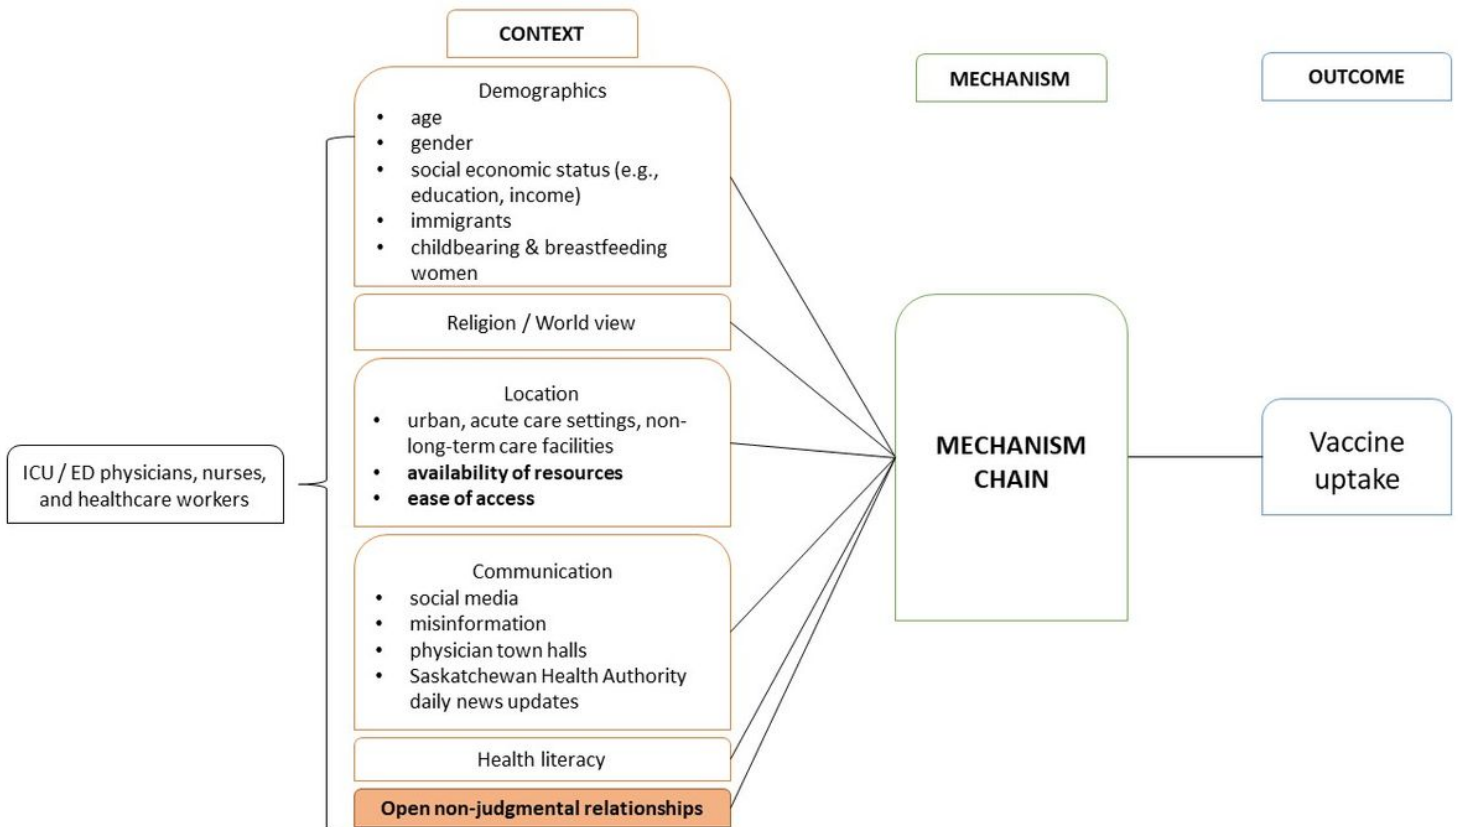 CONTEXT
MECHANISM
OUTCOME
Demographics
• age
• gender
• social economic status (e.g.,
education, income)
• immigrants
• childbearing & breastfeeding
women
Religion / World view
Location
• urban, acute care settings, non-
long-term care facilities
• availability of resources
• ease of access
ICU / ED physicians, nurses,
and healthcare workers
Communication
• social media
• misinformation
• physician town halls
• Saskatchewan Health Authority
daily news updates
Health literacy
Open non-judgmental relationships
MECHANISM
CHAIN
Vaccine
uptake